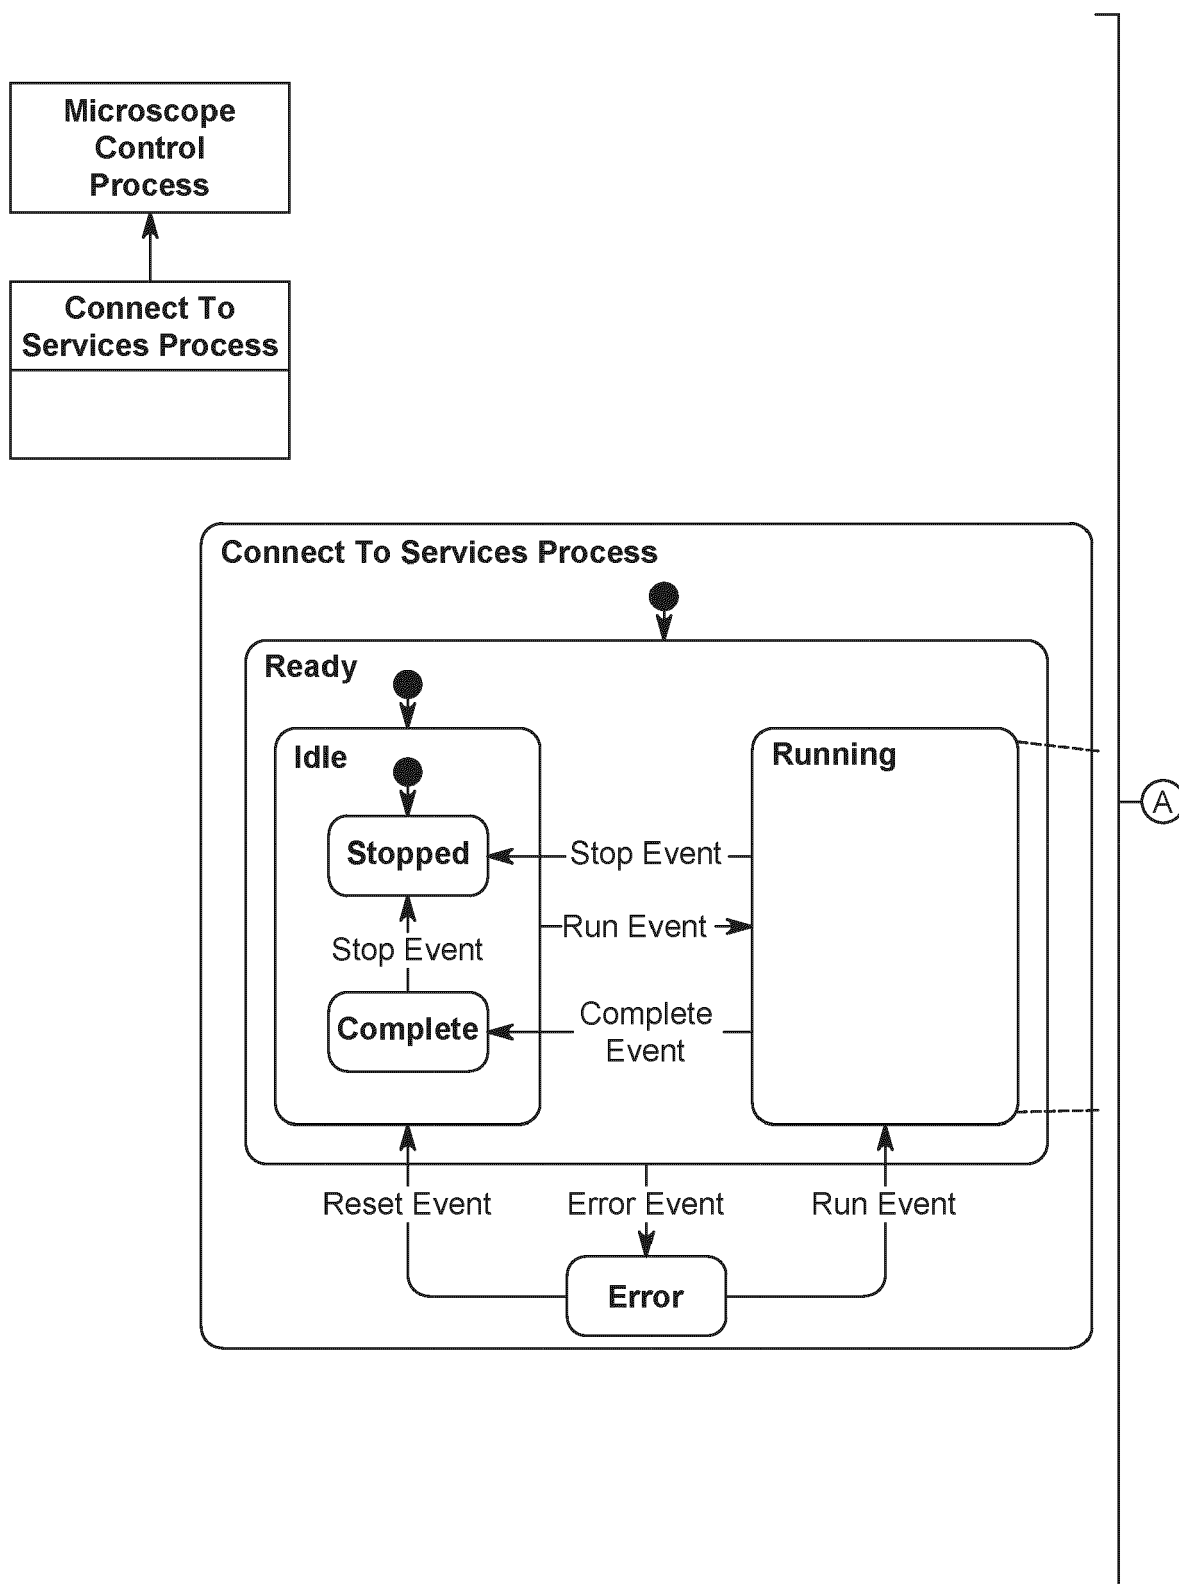 Microscope
Control
Process
Connect To
Services Process
Connect To Services Process
Ready
Idle
Running
A
Stopped
Stop Event
Run Event
Stop Event
Complete
Complete
Event
Reset Event
Error Event
Run Event
Error